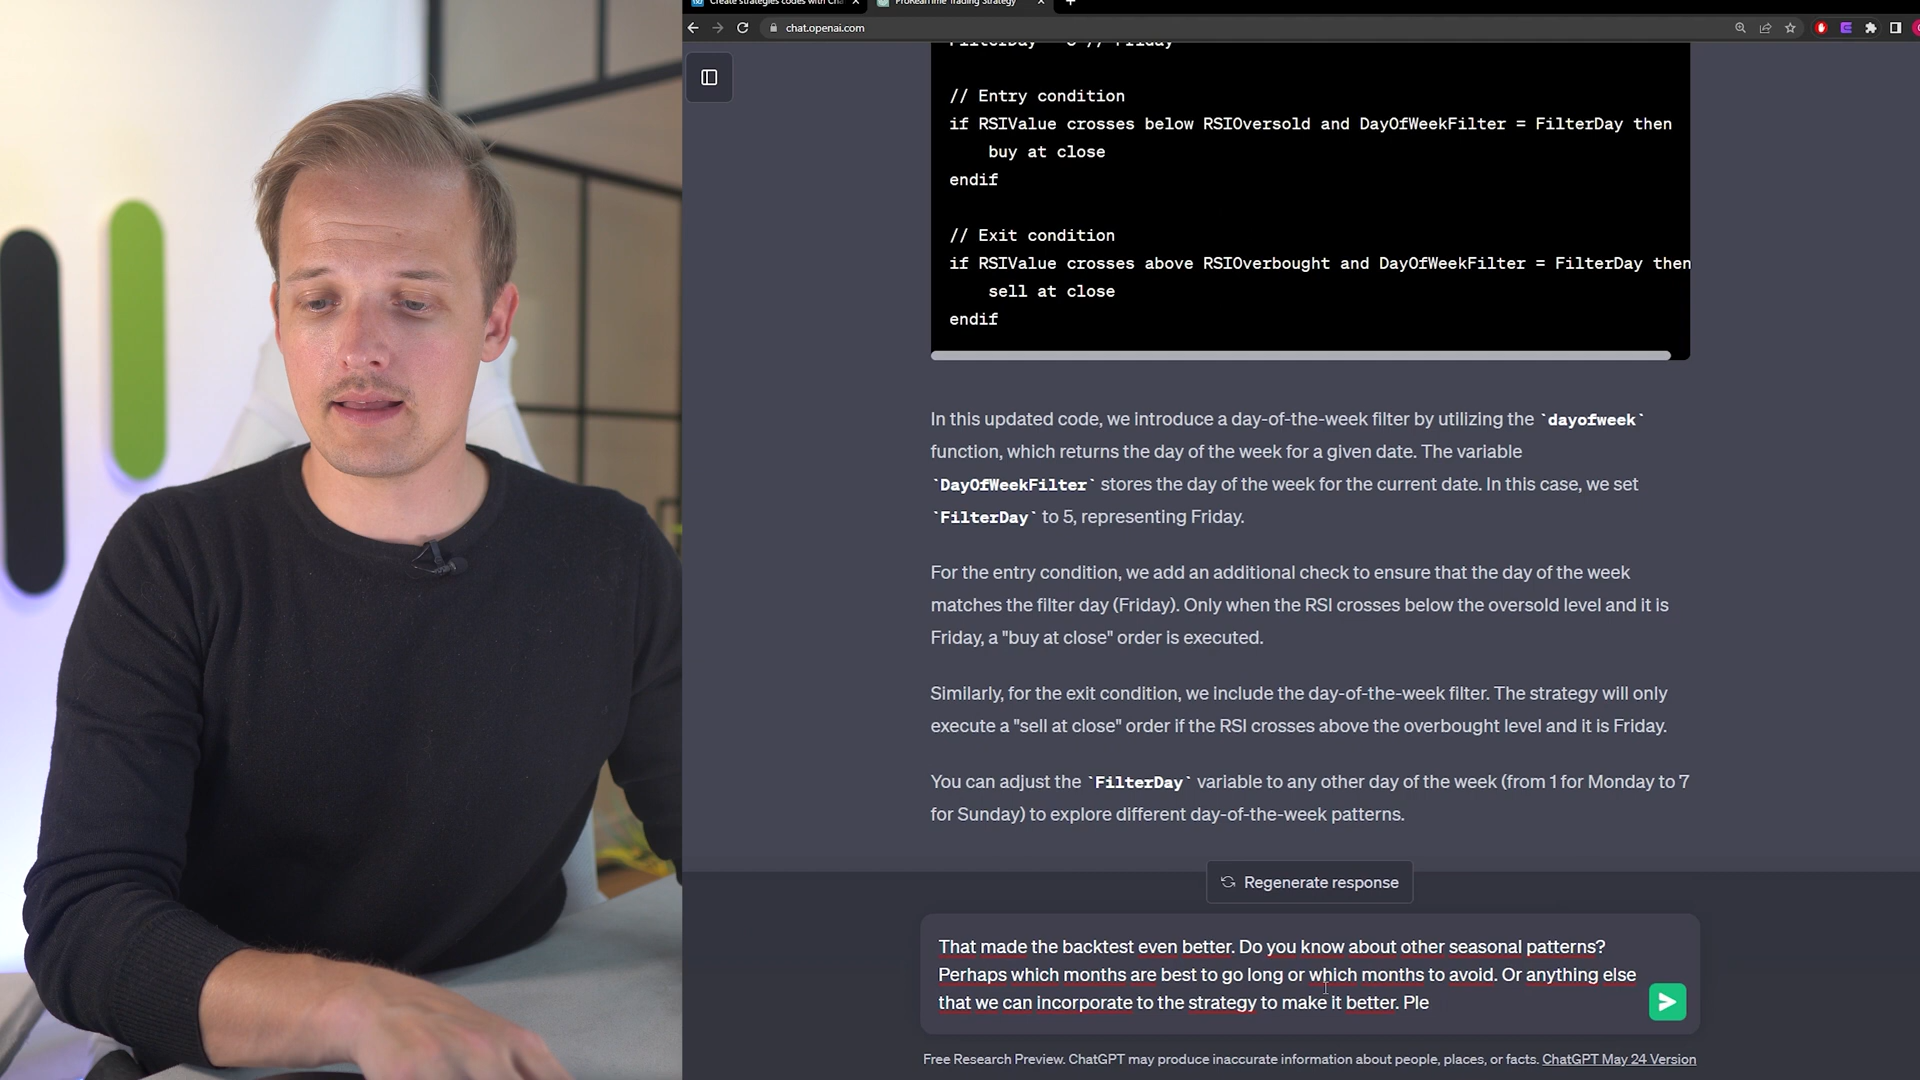 Create strategies codes with Cha
ProRealTime Trading Strategy
chat.openai.com
FilterDay = 5 // Friday
// Entry condition
if RSIValue crosses below RSIOversold and DayOfWeekFilter = FilterDay then
buy at close
endif
// Exit condition
if RSIValue crosses above RSIOverbought and DayOfWeekFilter = FilterDay then
sell at close
endif
In this updated code, we introduce a day-of-the-week filter by utilizing the `dayofweek`
function, which returns the day of the week for a given date. The variable
`DayOfWeekFilter` stores the day of the week for the current date. In this case, we set
`FilterDay` to 5, representing Friday.
For the entry condition, we add an additional check to ensure that the day of the week
matches the filter day (Friday). Only when the RSI crosses below the oversold level and it is
Friday, a "buy at close" order is executed.
Similarly, for the exit condition, we include the day-of-the-week filter. The strategy will only
execute a "sell at close" order if the RSI crosses above the overbought level and it is Friday.
You can adjust the `FilterDay` variable to any other day of the week (from 1 for Monday to 7
for Sunday) to explore different day-of-the-week patterns.
Regenerate response
That made the backtest even better. Do you know about other seasonal patterns?
Perhaps which months are best to go long or which months to avoid. Or anything else
that we can incorporate to the strategy to make it better. Ple
Free Research Preview. ChatGPT may produce inaccurate information about people, places, or facts. ChatGPT May 24 Version